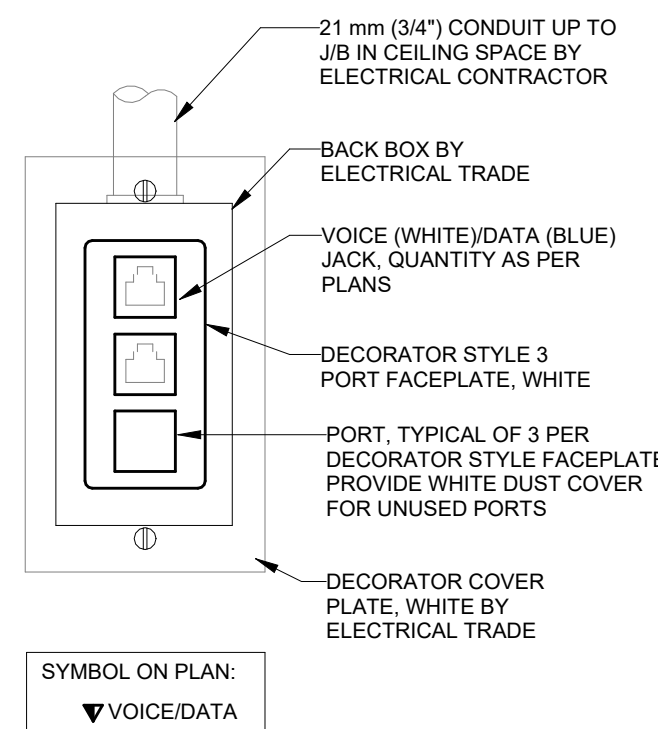 21 mm (3/4") CONDUIT UP TO
J/B IN CEILING SPACE BY
ELECTRICAL CONTRACTOR
BACK BOX BY
ELECTRICAL TRADE
VOICE (WHITE)/DATA (BLUE)
JACK, QUANTITY AS PER
PLANS
DECORATOR STYLE 3
PORT FACEPLATE, WHITE
PORT, TYPICAL OF 3 PER
DECORATOR STYLE FACEPLATE
PROVIDE WHITE DUST COVER
FOR UNUSED PORTS
DECORATOR COVER
PLATE, WHITE BY
ELECTRICAL TRADE
SYMBOL ON PLAN:
VOICE/DATA